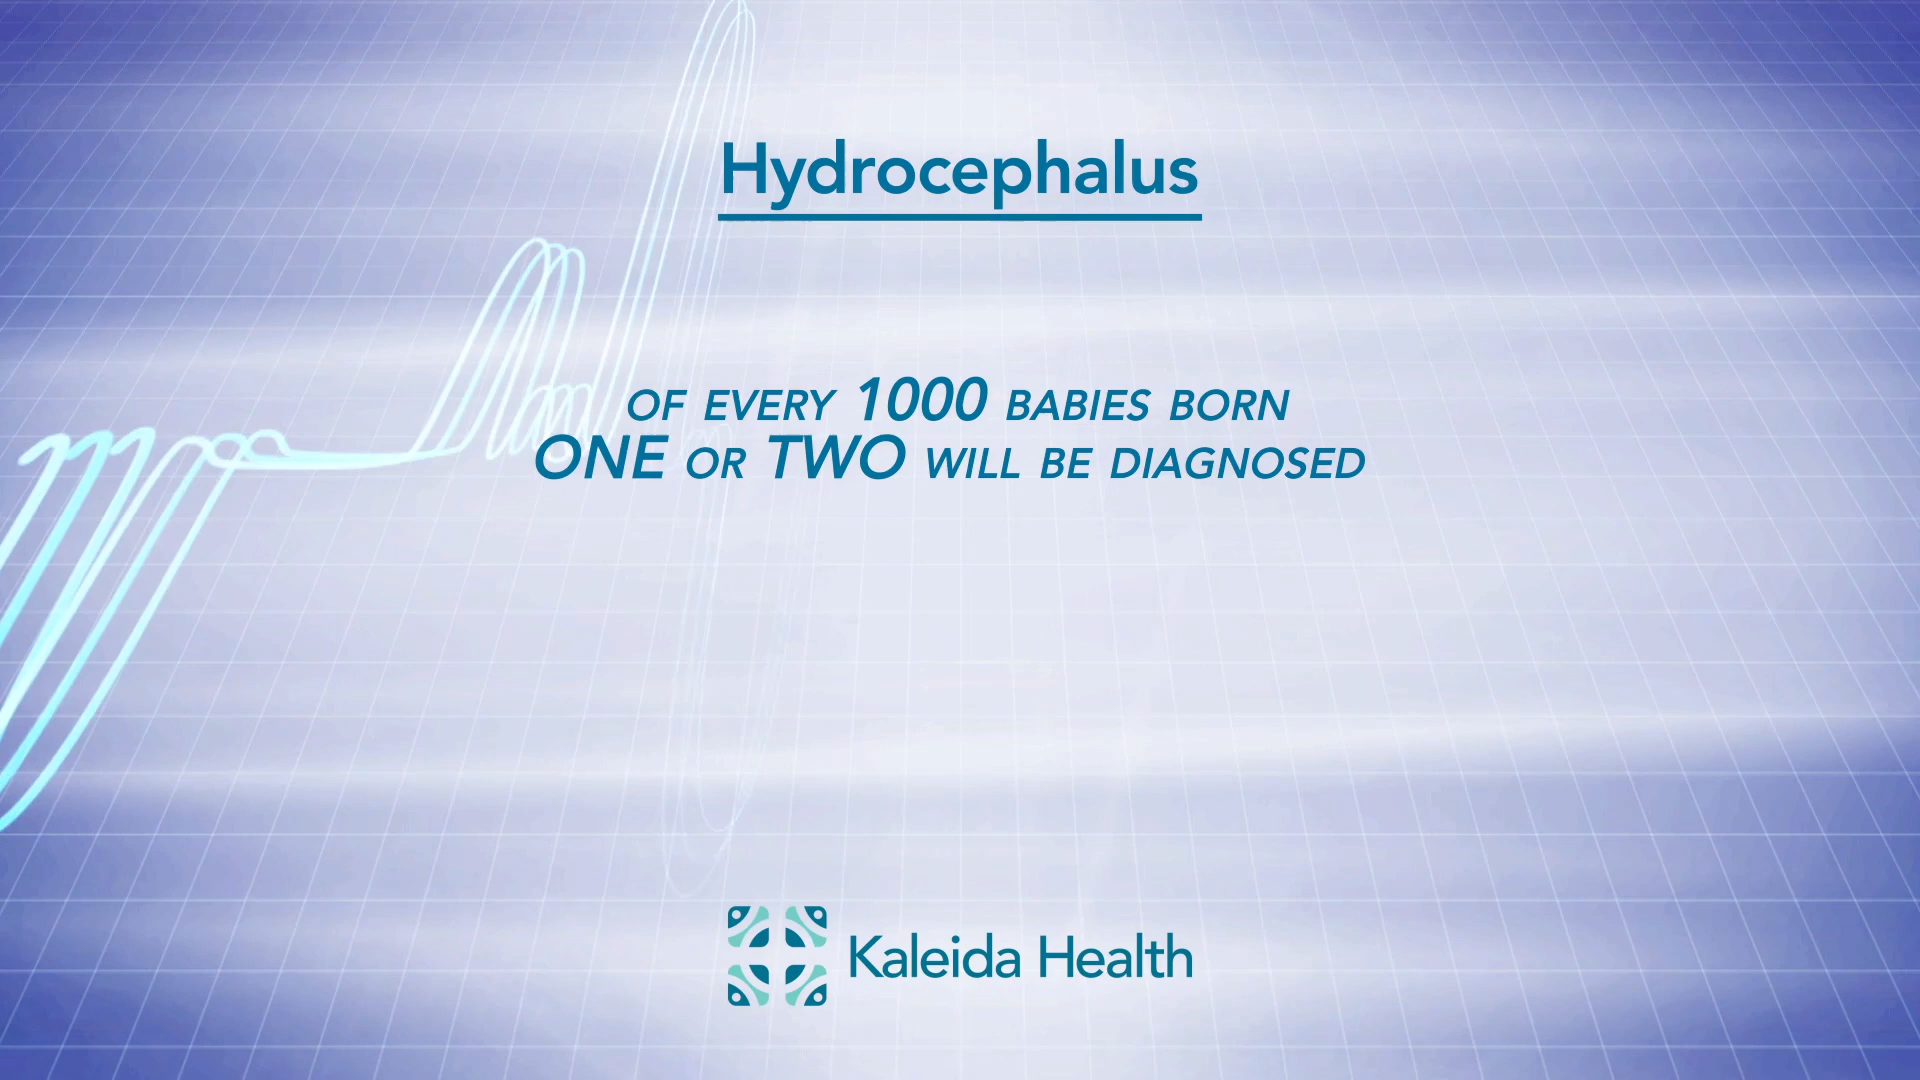 Hydrocephalus
OF EVERY 1000 BABIES BORN
ONE OR TWO WILL BE DIAGNOSED
Kaleida Health